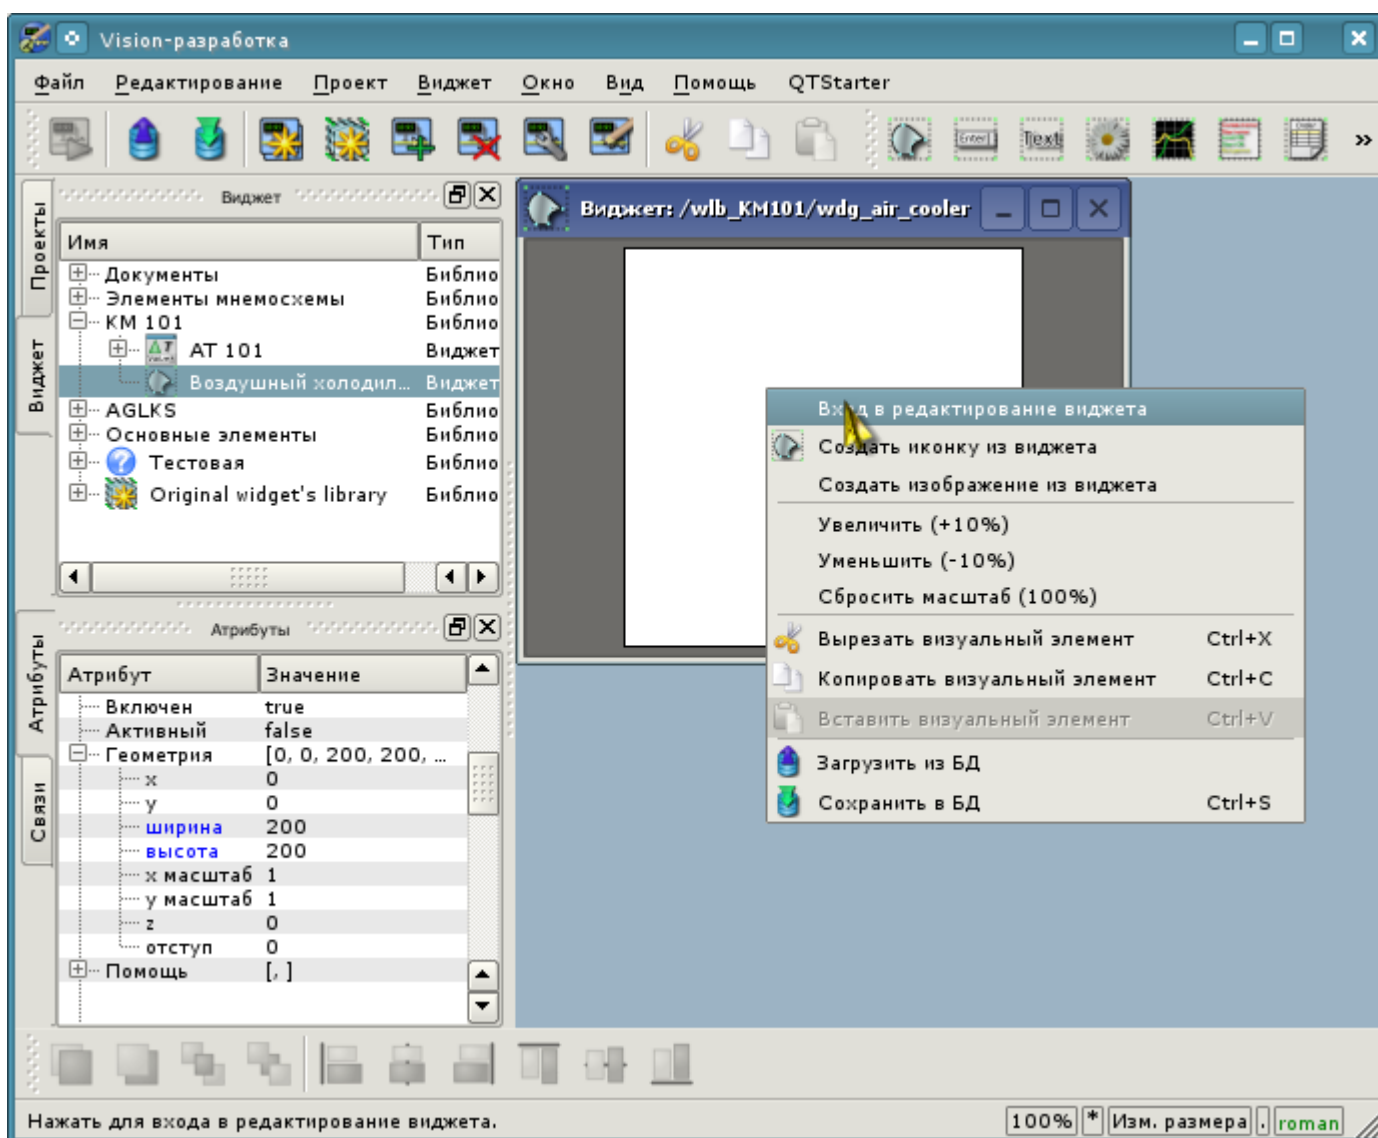 Vision-разработка
Файл Редактирование Проект Виджет Окно Вид Помощь QTStarter
Enter Text »
Проекты
Виджет
Виджет
Имя Тип
Документы Библио
Элементы мнемосхемы Библио
КМ 101 Библио
АТ 101 Виджет
Воздушный холодил... Виджет
AGLKS Библио
Основные элементы Библио
Тестовая Библио
Original widget's library Библио
Виджет: /wlb_KM101/wdg_air_cooler
Вход в редактирование виджета
Создать иконку из виджета
Создать изображение из виджета
Увеличить (+10%)
Уменьшить (-10%)
Сбросить масштаб (100%)
Вырезать визуальный элемент Ctrl+X
Копировать визуальный элемент Ctrl+C
Вставить визуальный элемент Ctrl+V
Загрузить из БД
Сохранить в БД Ctrl+S
Атрибуты
Связи
Атрибуты
Атрибут Значение
Включен true
Активный false
Геометрия [0, 0, 200, 200, ...
x 0
y 0
ширина 200
высота 200
x масштаб 1
y масштаб 1
z 0
отступ 0
Помощь [, ]
Нажать для входа в редактирование виджета.
100% * Изм. размера . roman